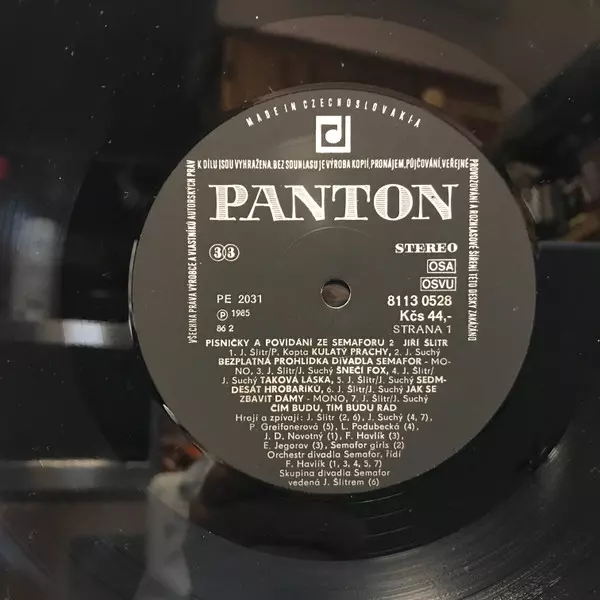 MADE IN CZECHOSLOVAKIA
VŠECHNA PRÁVA VÝROBCE A VLASTNÍKŮ AUTORSKÝCH PRÁV K DÍLU JSOU VYHRAŽENA. BEZ SOUHLASU JE VÝROBA KOPIÍ, PRONÁJEM, PŮJČOVÁNÍ, VEŘEJNÉ PROVOZOVÁNÍ A ROZHLASOVÉ ŠÍŘENÍ TÉTO DESKY ZAKÁZÁNO
PANTON
33 STEREO
OSA
OSVU
PE 2031 8113 0528
Ⓟ 1985 Kčs 44,-
86 2 STRANA 1
PÍSNIČKY A POVÍDÁNÍ ZE SEMAFORU 2 JIŘÍ ŠLITR
1. J. Šlitr/P. Kopta KULATÝ PRACHY, 2. J. Suchý
BEZPLATNÁ PROHLÍDKA DIVADLA SEMAFOR - MO-
NO, 3. J. Šlitr/J. Suchý ŠNEČÍ FOX, 4. J. Šlitr/
J. Suchý TAKOVÁ LÁSKA, 5. J. Šlitr/J. Suchý SEDM-
DESÁT HROBAŘÍKŮ, 6. J. Šlitr/J. Suchý JAK SE
ZBAVIT DÁMY - MONO, 7. J. Šlitr/J. Suchý
ČÍM BUDU, TÍM BUDU RÁD
Hrají a zpívají: J. Šlitr (2, 6), J. Suchý (4, 7),
P. Greifonerová (5), L. Podubecká (4),
J. D. Novotný (1), F. Havlík (3),
E. Jegorov (3), Semafor girls (2)
Orchestr divadla Semafor, řídí
F. Havlík (1, 3, 4, 5, 7)
Skupina divadla Semafor
vedená J. Šlitrem (6)